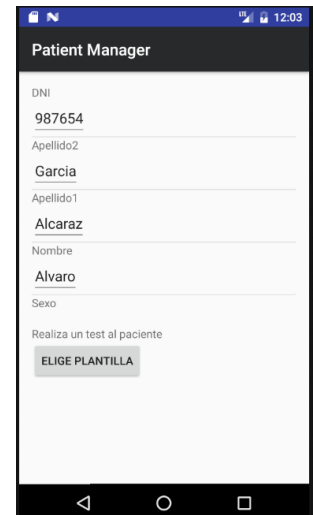 12:03
Patient Manager
DNI
987654
Apellido2
Garcia
Apellido1
Alcaraz
Nombre
Alvaro
Sexo
Realiza un test al paciente
ELIGE PLANTILLA